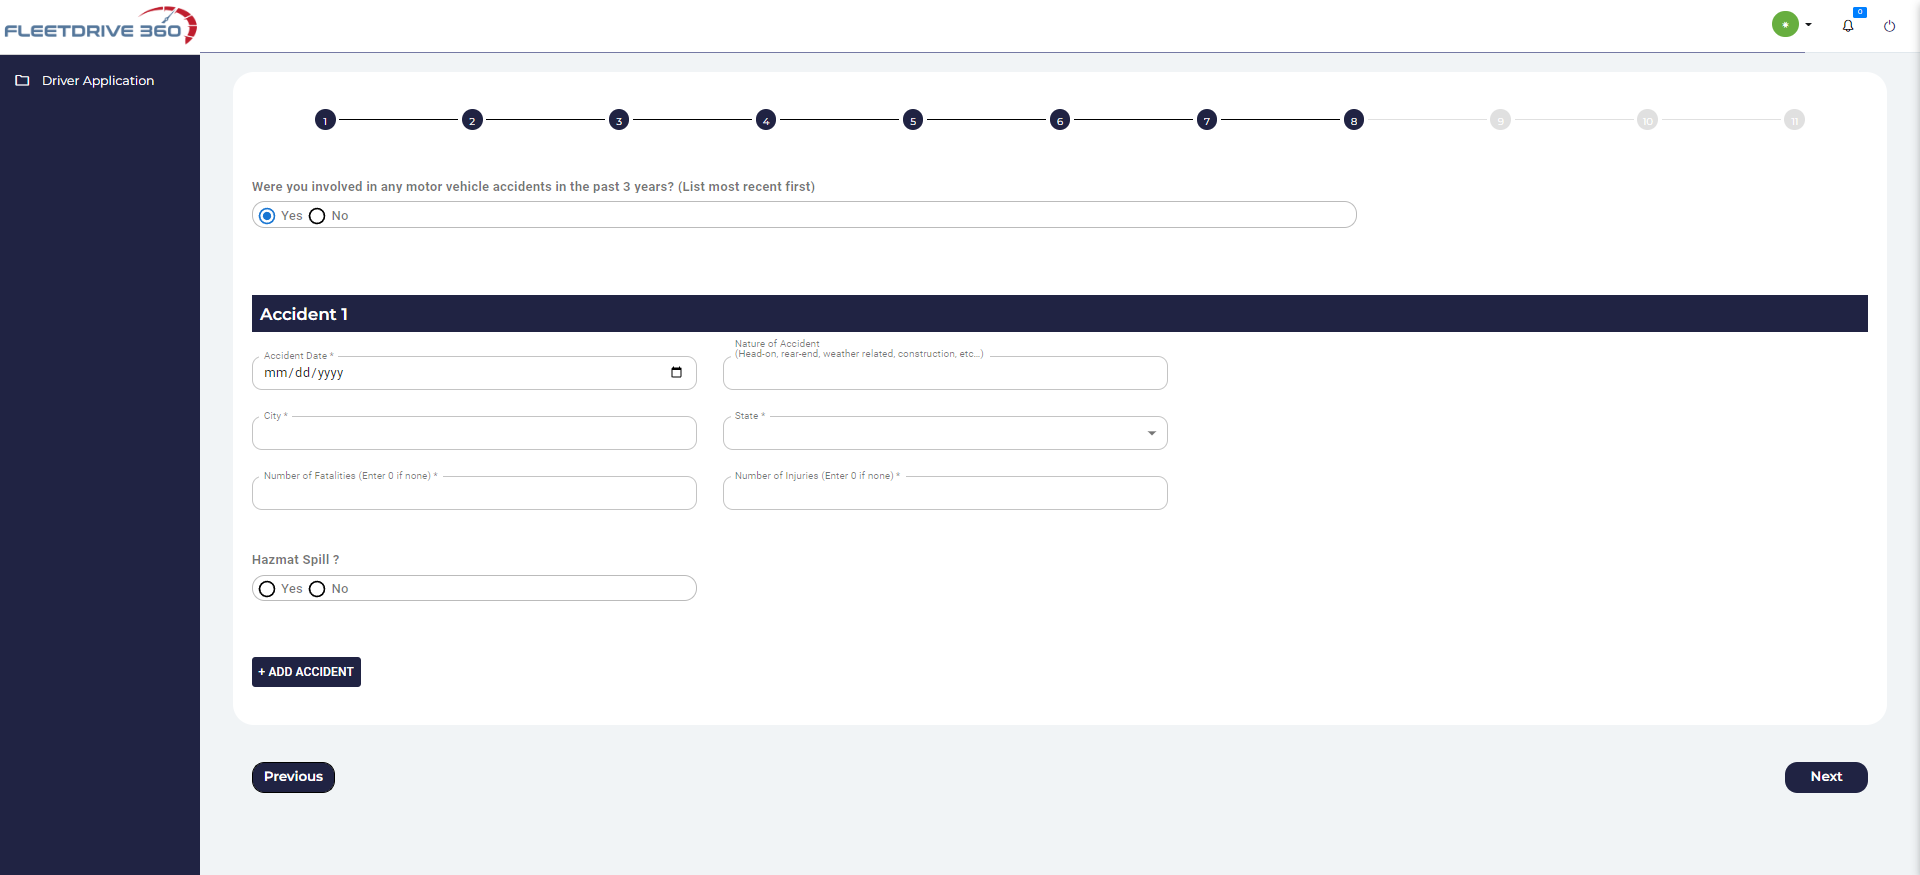 FLEETDRIVE 360
0
Driver Application
1 2 3 4 5 6 7 8 9 10 11
Were you involved in any motor vehicle accidents in the past 3 years? (List most recent first)
Yes No
Accident 1
Accident Date *
mm/dd/yyyy
Nature of Accident
(Head-on, rear-end, weather related, construction, etc...)
City *
State *
Number of Fatalities (Enter 0 if none) *
Number of Injuries (Enter 0 if none) *
Hazmat Spill ?
Yes No
+ ADD ACCIDENT
Previous
Next